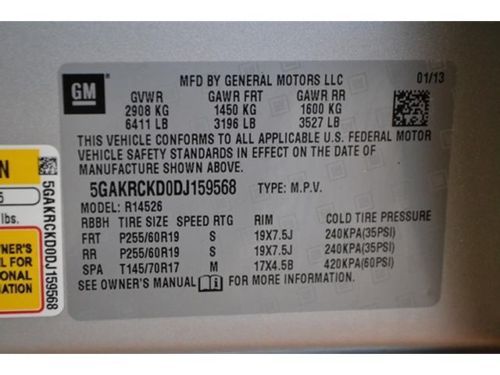 GM
MFD BY GENERAL MOTORS LLC 01/13
GVWR GAWR FRT GAWR RR
2908 KG 1450 KG 1600 KG
6411 LB 3196 LB 3527 LB
THIS VEHICLE CONFORMS TO ALL APPLICABLE U.S. FEDERAL MOTOR
VEHICLE SAFETY STANDARDS IN EFFECT ON THE DATE OF
MANUFACTURE SHOWN ABOVE.
5GAKRCKD0DJ159568 TYPE: M.P.V.
MODEL: R14526
RBBH TIRE SIZE SPEED RTG RIM COLD TIRE PRESSURE
FRT P255/60R19 S 19X7.5J 240KPA(35PSI)
RR P255/60R19 S 19X7.5J 240KPA(35PSI)
SPA T145/70R17 M 17X4.5B 420KPA(60PSI)
SEE OWNER'S MANUAL FOR MORE INFORMATION
N
5
lbs.
5GAKRCKD0DJ159568
WNER'S
L FOR
IONAL
MATION